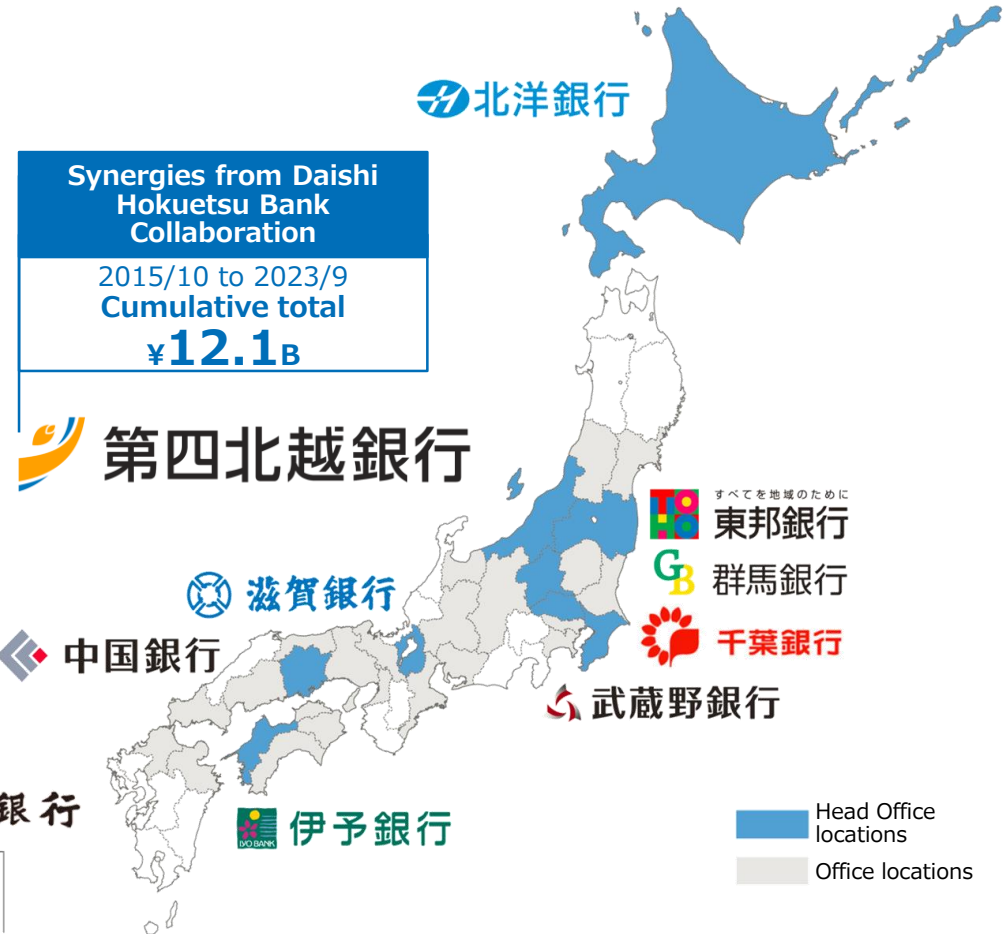 北洋銀行
Synergies from Daishi
Hokuetsu Bank
Collaboration
2015/10 to 2023/9
Cumulative total
¥12.1B
第四北越銀行
TOHO
すべてを地域のために
東邦銀行
GB
群馬銀行
滋賀銀行
千葉銀行
中国銀行
武蔵野銀行
銀行
IYO BANK
伊予銀行
Head Office
locations
Office locations